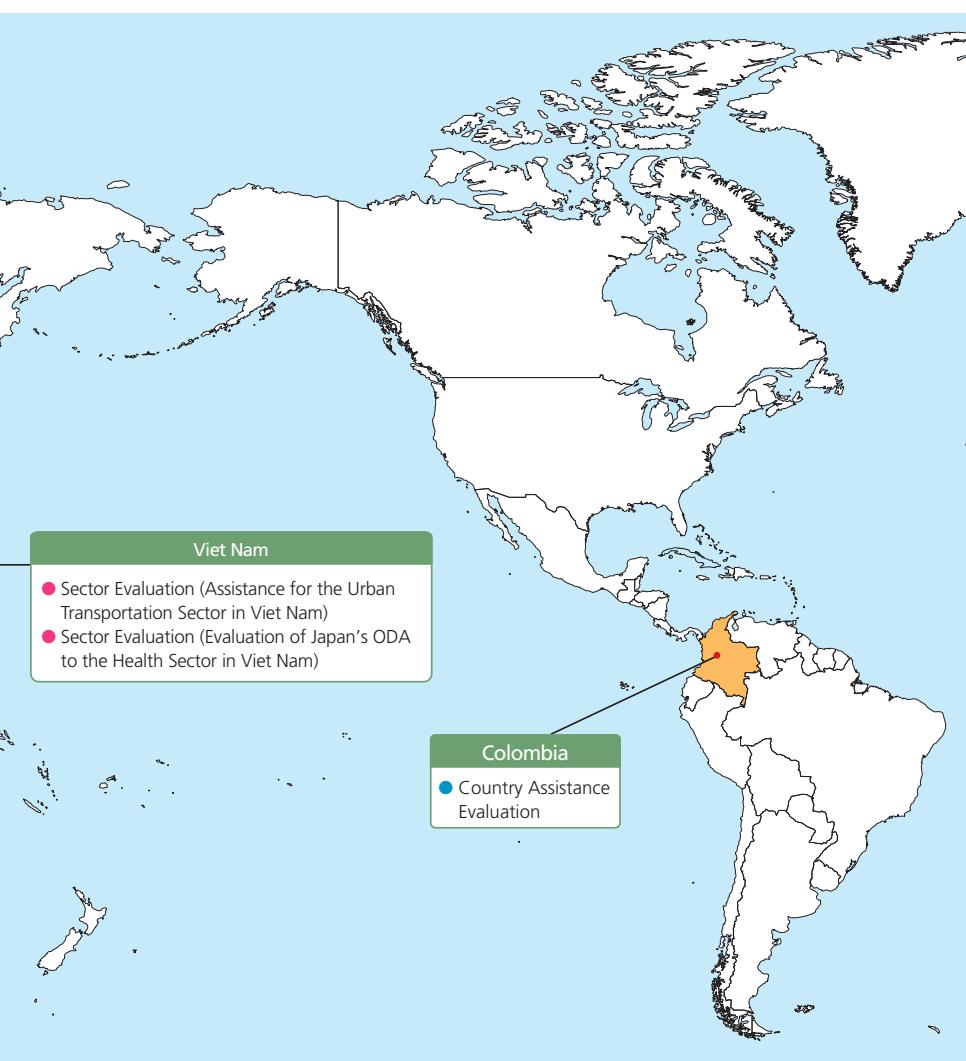 Viet Nam
● Sector Evaluation (Assistance for the Urban
Transportation Sector in Viet Nam)
● Sector Evaluation (Evaluation of Japan's ODA
to the Health Sector in Viet Nam)
Colombia
● Country Assistance
Evaluation